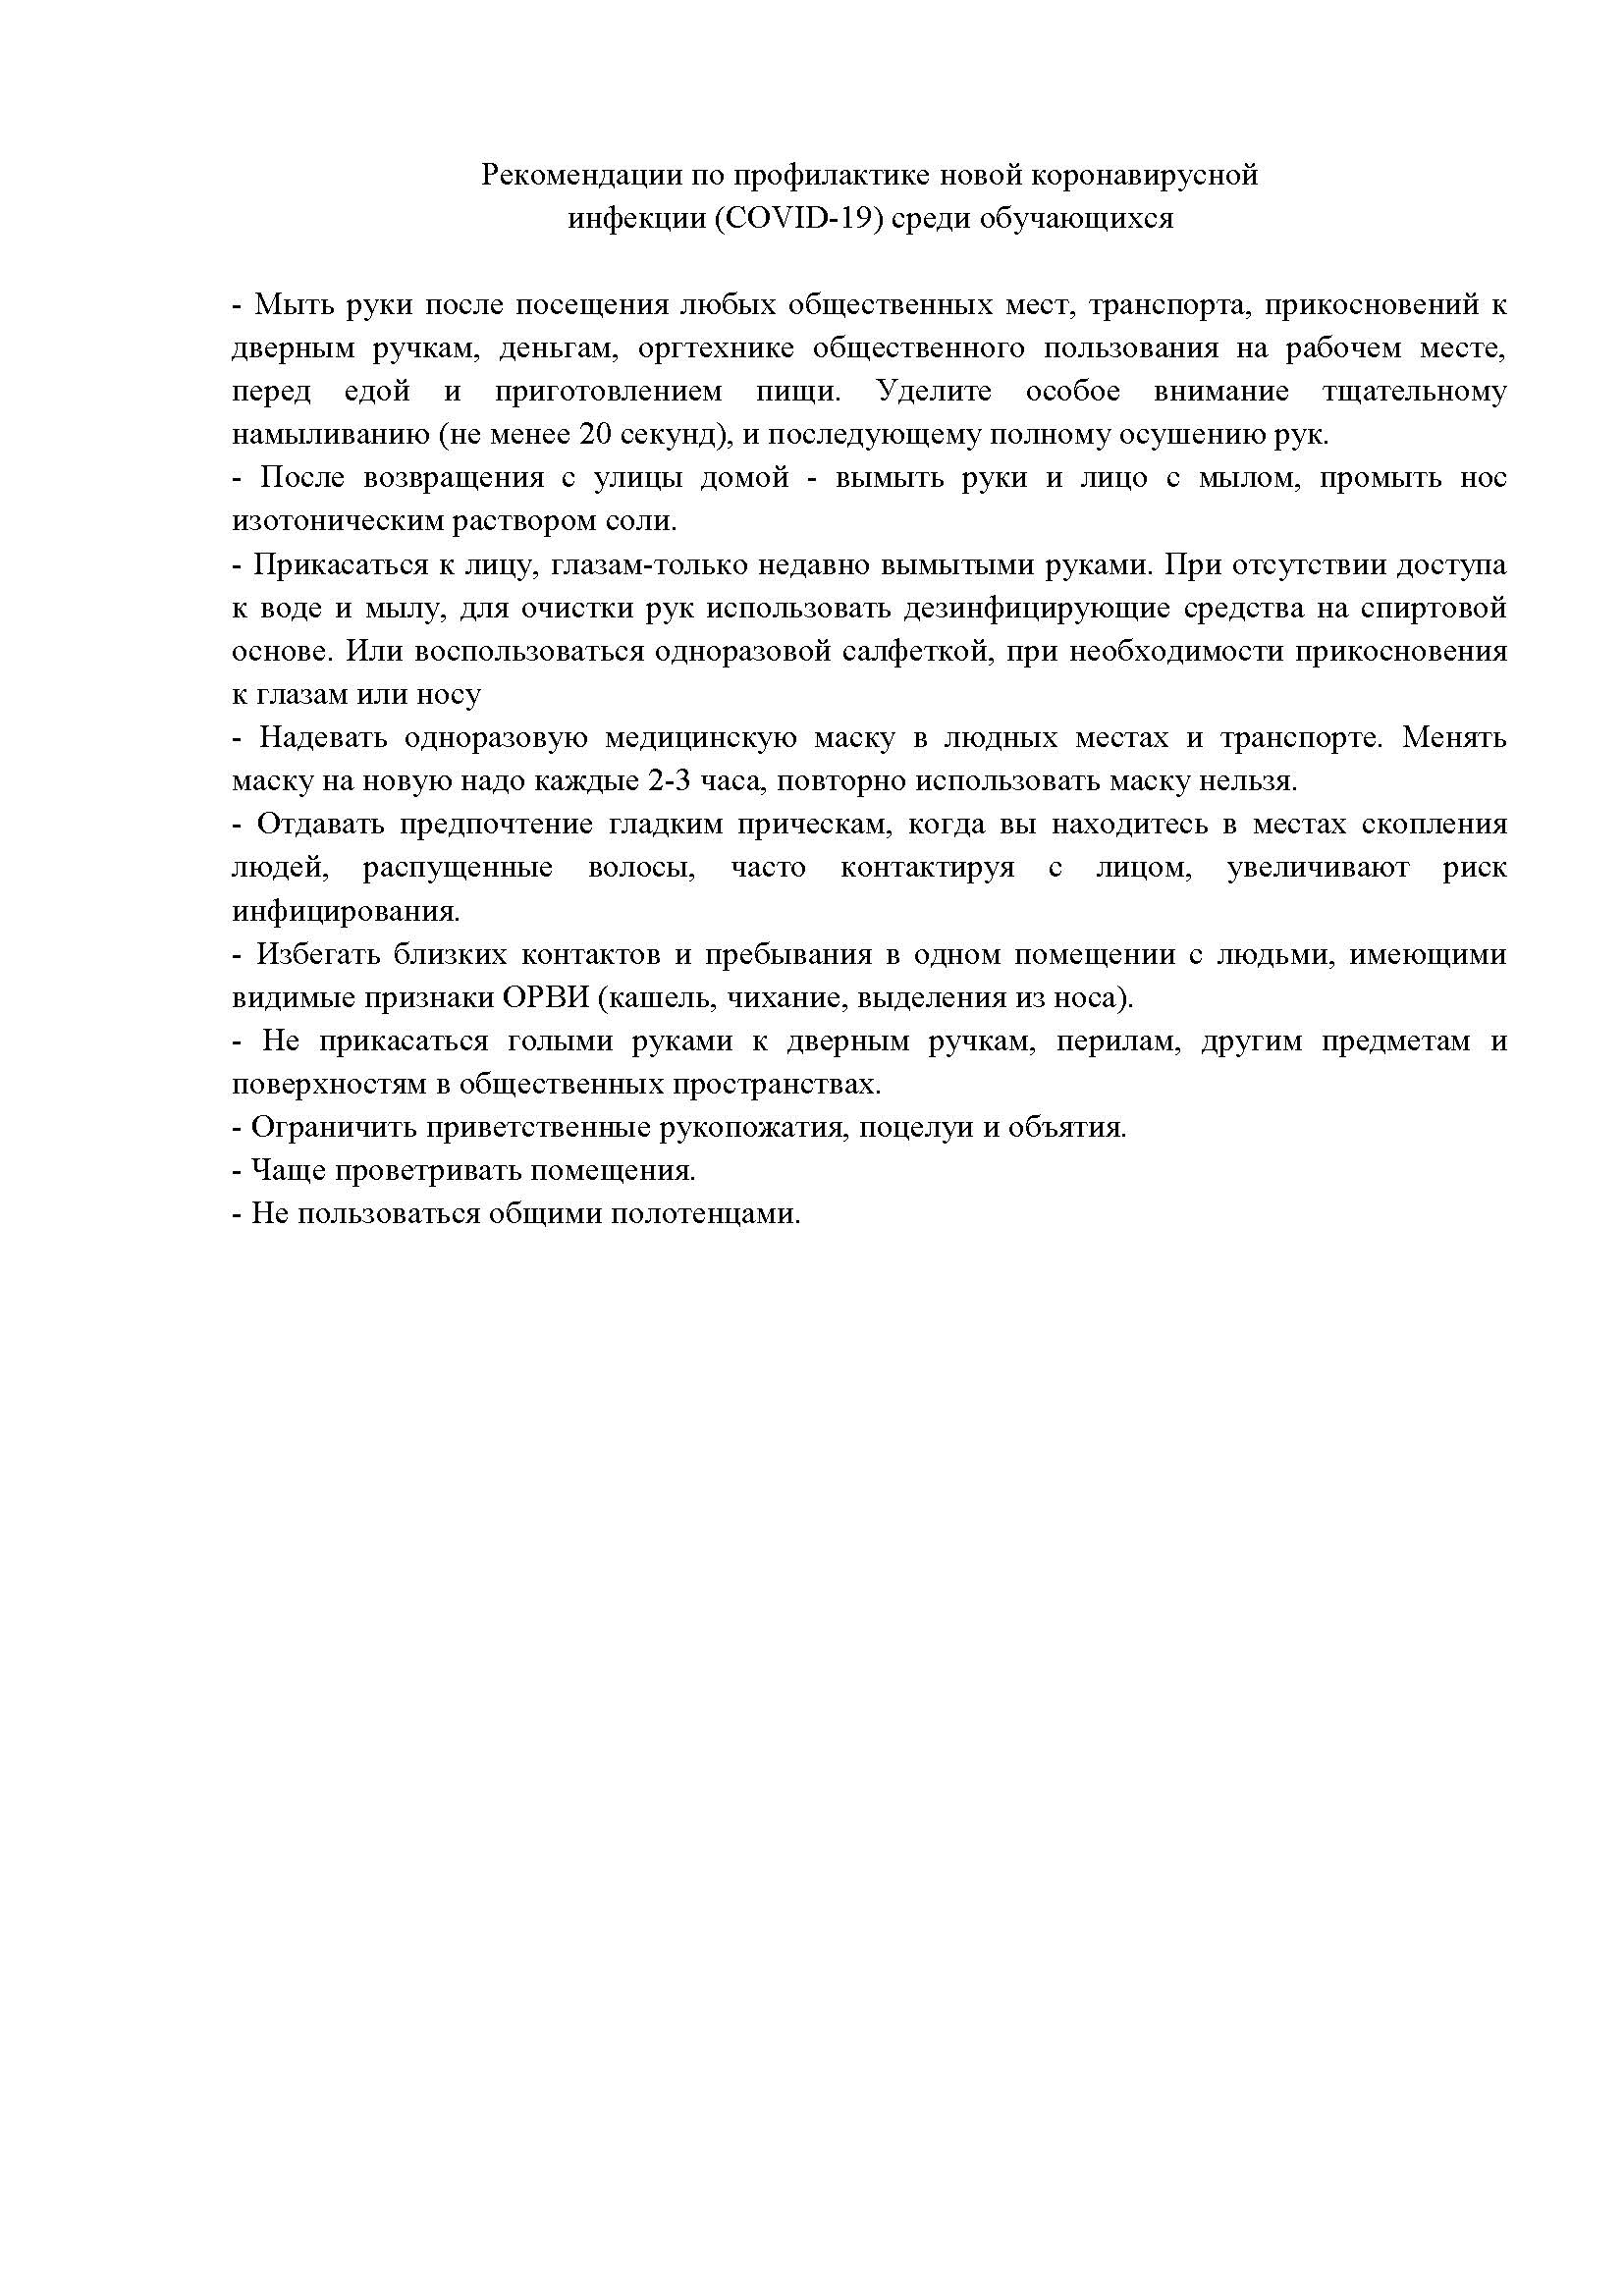 Рекомендации по профилактике новой коронавирусной
инфекции (COVID-19) среди обучающихся
- Мыть руки после посещения любых общественных мест, транспорта, прикосновений к
дверным ручкам, деньгам, оргтехнике общественного пользования на рабочем месте,
перед едой и приготовлением пищи. Уделите особое внимание тщательному
намыливанию (не менее 20 секунд), и последующему полному осушению рук.
- После возвращения с улицы домой - вымыть руки и лицо с мылом, промыть нос
изотоническим раствором соли.
- Прикасаться к лицу, глазам-только недавно вымытыми руками. При отсутствии доступа
к воде и мылу, для очистки рук использовать дезинфицирующие средства на спиртовой
основе. Или воспользоваться одноразовой салфеткой, при необходимости прикосновения
к глазам или носу
- Надевать одноразовую медицинскую маску в людных местах и транспорте. Менять
маску на новую надо каждые 2-3 часа, повторно использовать маску нельзя.
- Отдавать предпочтение гладким прическам, когда вы находитесь в местах скопления
людей, распущенные волосы, часто контактируя с лицом, увеличивают риск
инфицирования.
- Избегать близких контактов и пребывания в одном помещении с людьми, имеющими
видимые признаки ОРВИ (кашель, чихание, выделения из носа).
- Не прикасаться голыми руками к дверным ручкам, перилам, другим предметам и
поверхностям в общественных пространствах.
- Ограничить приветственные рукопожатия, поцелуи и объятия.
- Чаще проветривать помещения.
- Не пользоваться общими полотенцами.